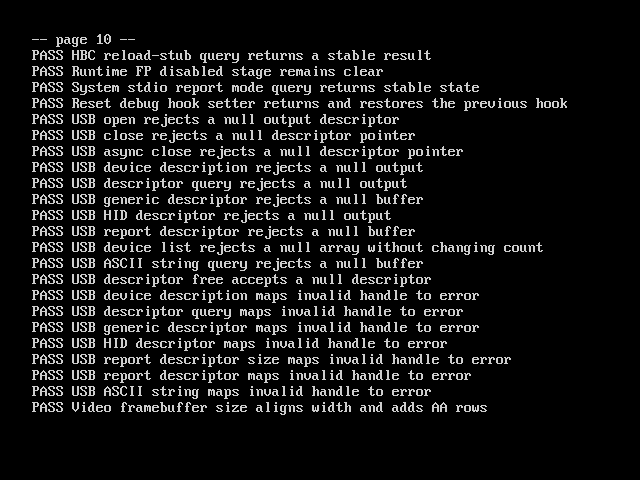 -- page 10 --
PASS HBC reload-stub query returns a stable result
PASS Runtime FP disabled stage remains clear
PASS System stdio report mode query returns stable state
PASS Reset debug hook setter returns and restores the previous hook
PASS USB open rejects a null output descriptor
PASS USB close rejects a null descriptor pointer
PASS USB async close rejects a null descriptor pointer
PASS USB device description rejects a null output
PASS USB descriptor query rejects a null output
PASS USB generic descriptor rejects a null buffer
PASS USB HID descriptor rejects a null output
PASS USB report descriptor rejects a null buffer
PASS USB device list rejects a null array without changing count
PASS USB ASCII string query rejects a null buffer
PASS USB descriptor free accepts a null descriptor
PASS USB device description maps invalid handle to error
PASS USB descriptor query maps invalid handle to error
PASS USB generic descriptor maps invalid handle to error
PASS USB HID descriptor maps invalid handle to error
PASS USB report descriptor size maps invalid handle to error
PASS USB report descriptor maps invalid handle to error
PASS USB ASCII string maps invalid handle to error
PASS Video framebuffer size aligns width and adds AA rows